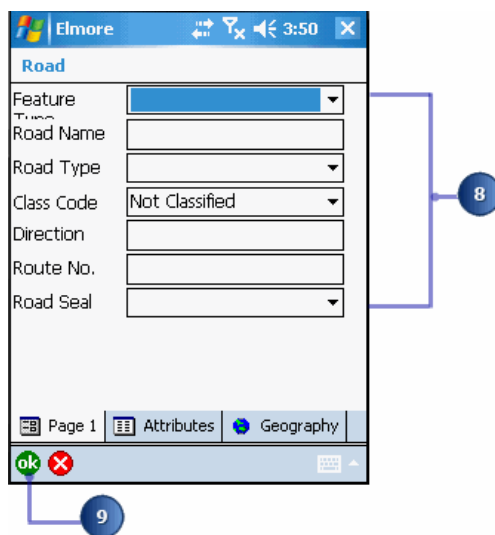 Elmore 3:50
Road
Feature
Type
Road Name
Road Type
Class Code Not Classified
Direction
Route No.
Road Seal
Page 1 Attributes Geography
ok
8
9